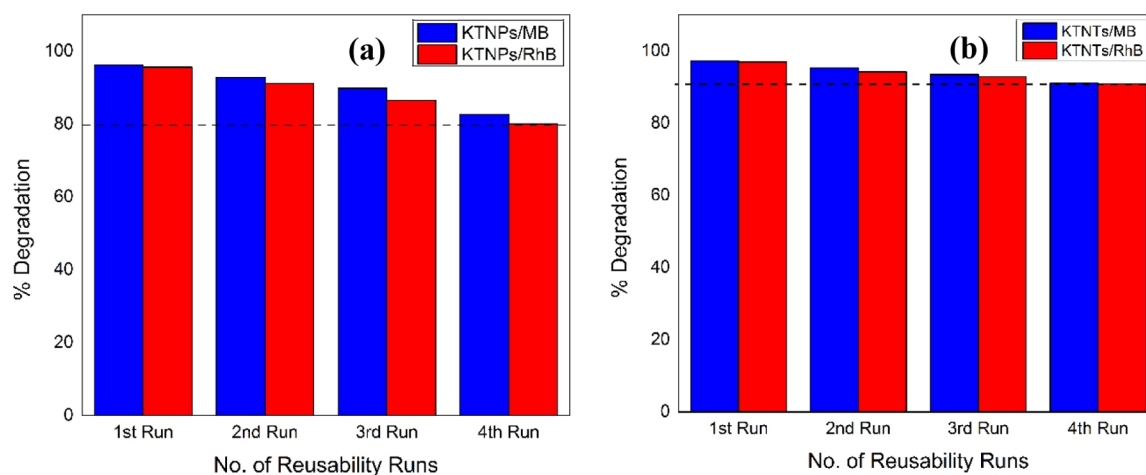 (a)
KTNPs/MB
KTNPs/RhB
100
80
60
40
20
0
% Degradation
1st Run 2nd Run 3rd Run 4th Run
No. of Reusability Runs
(b)
KTNTs/MB
KTNTs/RhB
100
80
60
40
20
0
% Degradation
1st Run 2nd Run 3rd Run 4th Run
No. of Reusability Runs